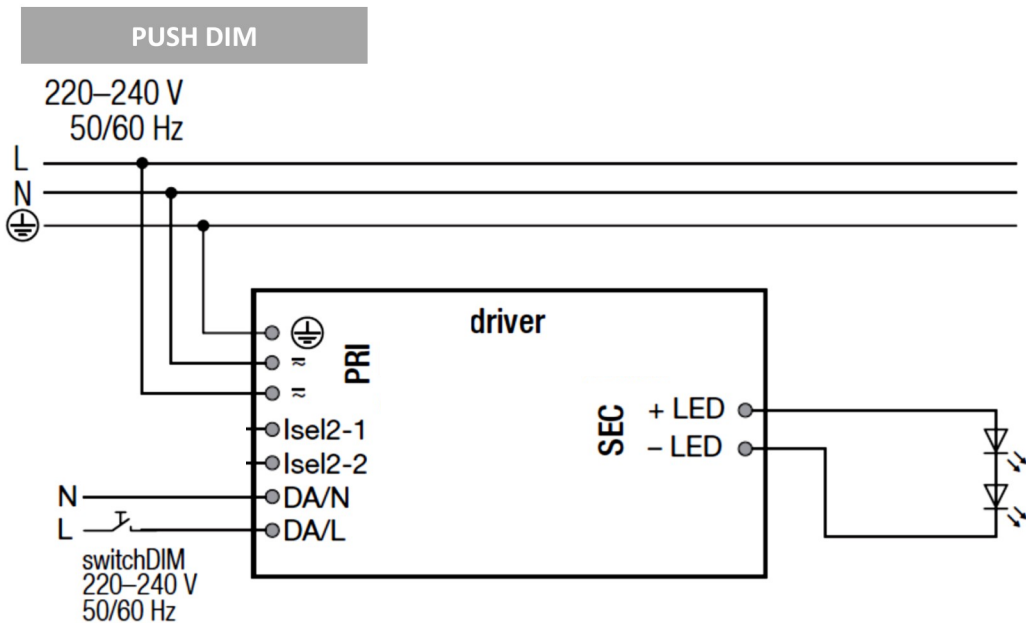 PUSH DIM
220–240 V
50/60 Hz
L
N
driver
PRI
≂
≂
Isel2-1
Isel2-2
DA/N
DA/L
SEC
+ LED
– LED
N
L
switchDIM
220–240 V
50/60 Hz